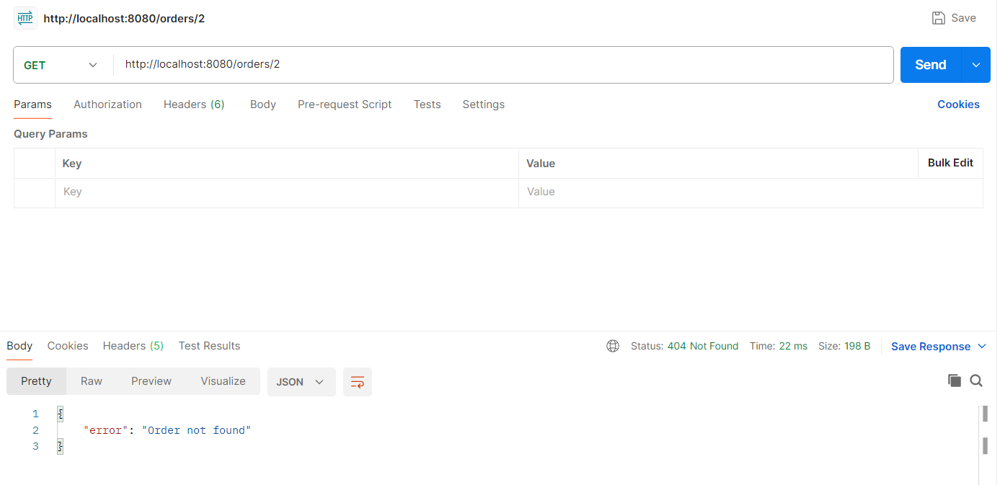 HTTP http://localhost:8080/orders/2 Save
GET http://localhost:8080/orders/2 Send
Params Authorization Headers (6) Body Pre-request Script Tests Settings Cookies
Query Params
Key Value Bulk Edit
Key Value
Body Cookies Headers (5) Test Results Status: 404 Not Found Time: 22 ms Size: 198 B Save Response
Pretty Raw Preview Visualize JSON
1 {
2 "error": "Order not found"
3 }